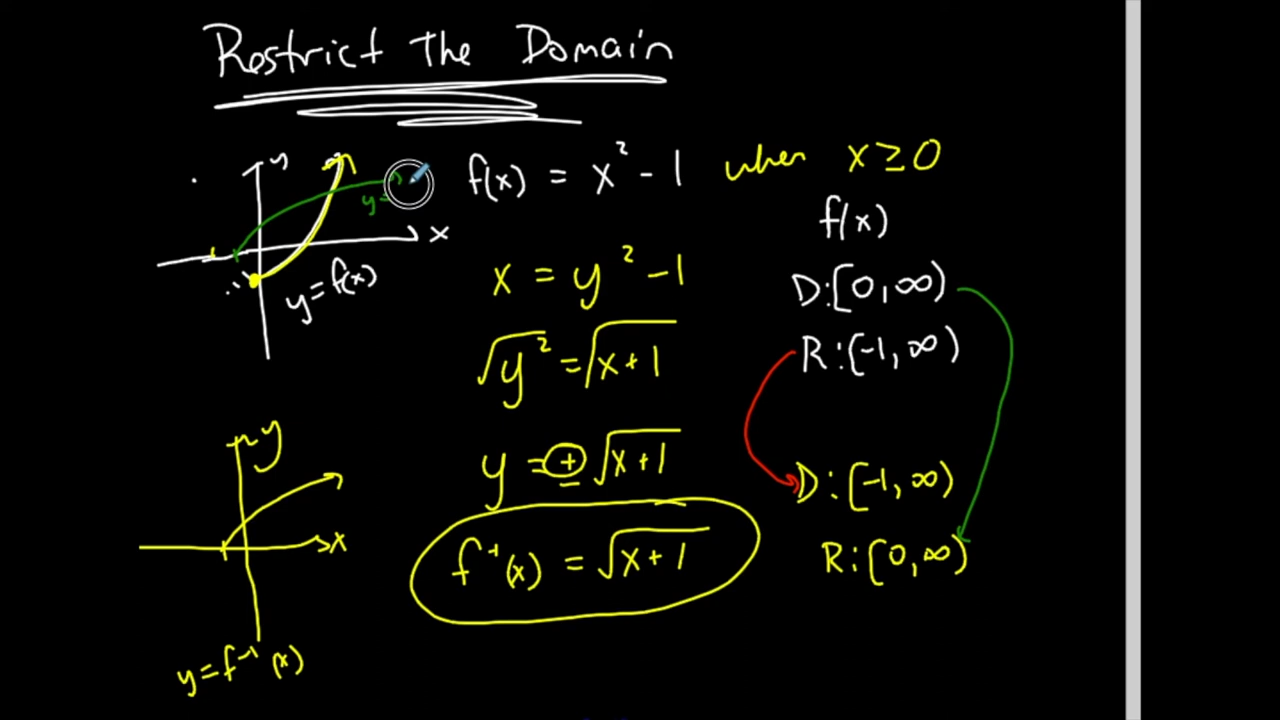 Restrict The Domain
y
x
y=
y = f(x)
f(x) = x² - 1 when x ≥ 0
f(x)
D:[0,∞)
R:[-1,∞)
x = y² - 1
√y² = √x+1
y = ± √x+1
f⁻¹(x) = √x+1
D:[-1,∞)
R:[0,∞)
y
x
y = f⁻¹(x)